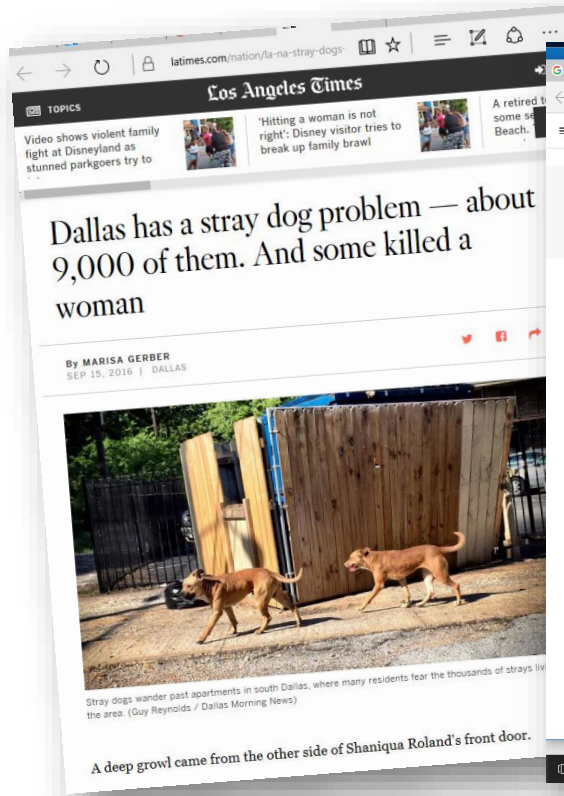 latimes.com/nation/la-na-stray-dogs-
TOPICS
Los Angeles Times
Video shows violent family
fight at Disneyland as
stunned parkgoers try to
'Hitting a woman is not
right': Disney visitor tries to
break up family brawl
A retired
some
Beach.
Dallas has a stray dog problem — about
9,000 of them. And some killed a
woman
By MARISA GERBER
SEP 15, 2016 | DALLAS
Stray dogs wander past apartments in south Dallas, where many residents fear the thousands of strays
the area. (Guy Reynolds / Dallas Morning News)
A deep growl came from the other side of Shaniqua Roland's front door.